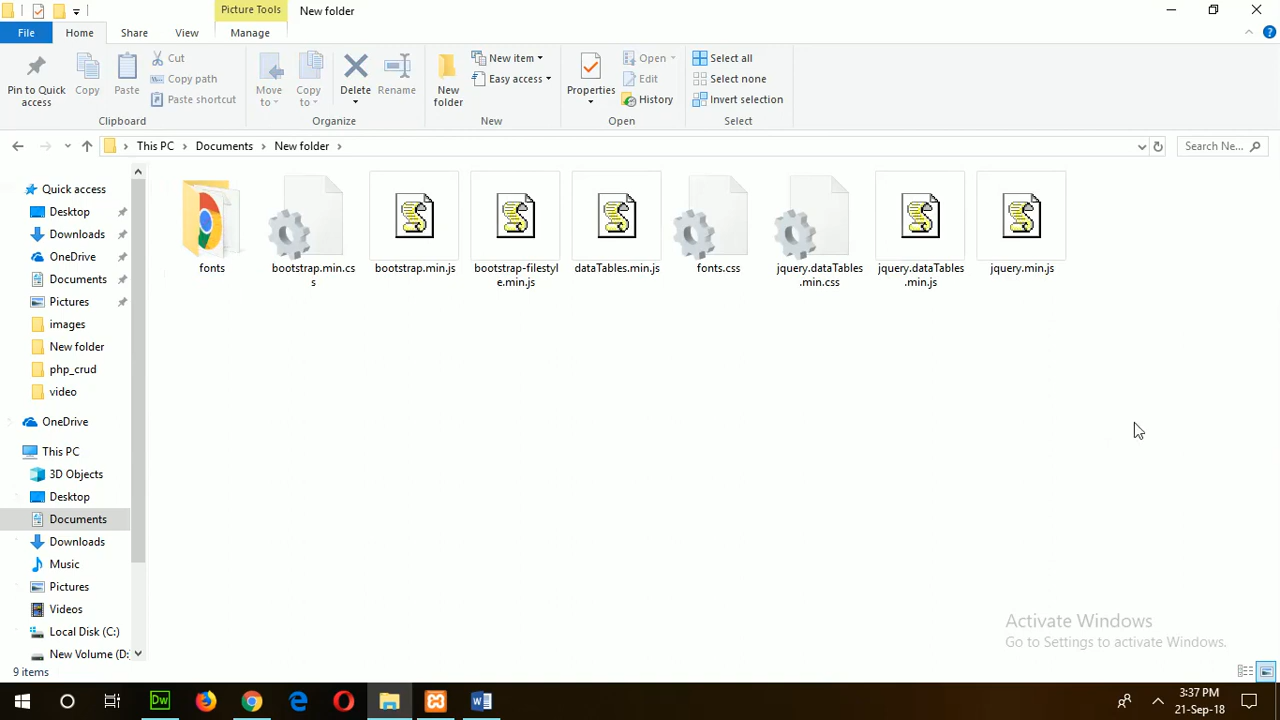 Picture Tools
New folder
File
Home
Share
View
Manage
Pin to Quick
access
Copy
Paste
Cut
Copy path
Paste shortcut
Clipboard
Move
to
Copy
to
Delete
Rename
Organize
New
folder
New item
Easy access
New
Properties
Open
Edit
History
Open
Select all
Select none
Invert selection
Select
This PC
Documents
New folder
Search Ne...
Quick access
Desktop
Downloads
OneDrive
Documents
Pictures
images
New folder
php_crud
video
OneDrive
This PC
3D Objects
Desktop
Documents
Downloads
Music
Pictures
Videos
Local Disk (C:)
New Volume (D:
fonts
bootstrap.min.cs
s
bootstrap.min.js
bootstrap-filestyl
e.min.js
dataTables.min.js
fonts.css
jquery.dataTables
.min.css
jquery.dataTables
.min.js
jquery.min.js
Activate Windows
Go to Settings to activate Windows.
9 items
Dw
3:37 PM
21-Sep-18